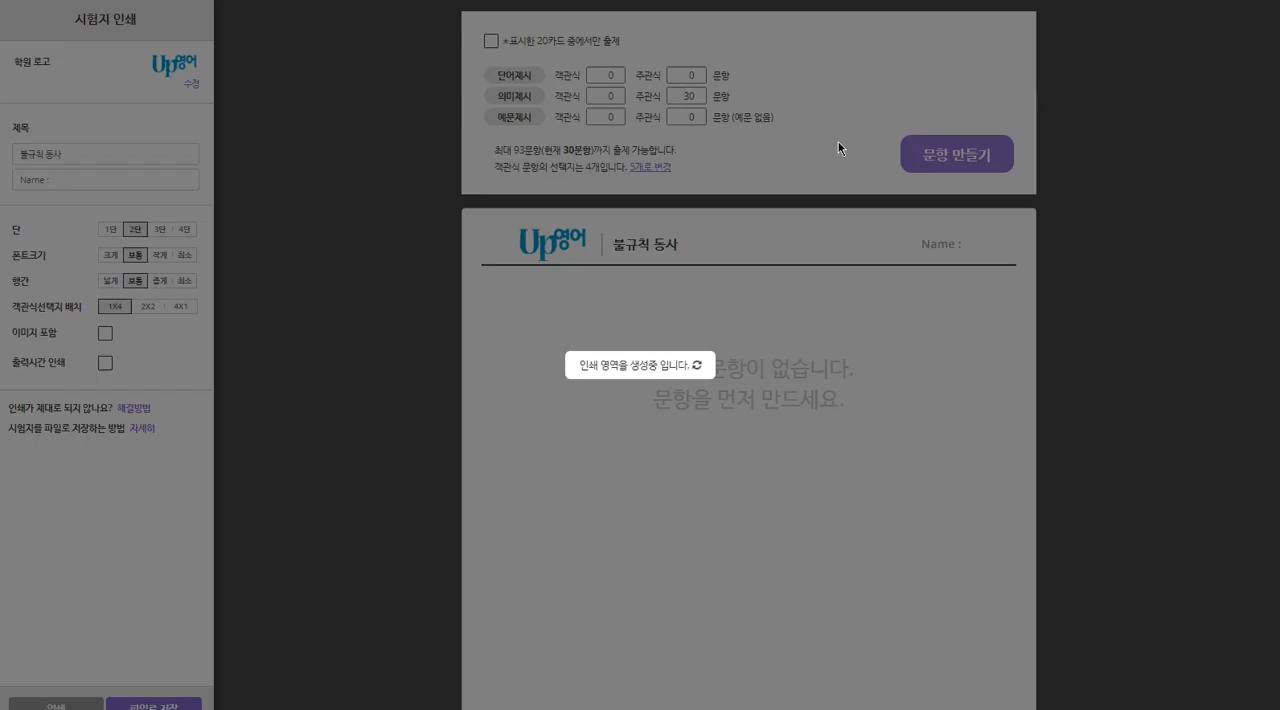 시험지 인쇄
학원 로고
Up영어
수정
제목
불규칙 동사
Name :
단 1단 2단 3단 4단
폰트크기 크게 보통 작게 최소
행간 넓게 보통 좁게 최소
객관식선택지 배치 1X4 2X2 4X1
이미지 포함
출력시간 인쇄
인쇄가 제대로 되지 않나요? 해결방법
시험지를 파일로 저장하는 방법 자세히
인쇄 파일로 저장
*표시한 20카드 중에서만 출제
단어제시 객관식 0 주관식 0 문항
의미제시 객관식 0 주관식 30 문항
예문제시 객관식 0 주관식 0 문항 (예문 없음)
최대 93문항(현재 30문항)까지 출제 가능합니다.
객관식 문항의 선택지는 4개입니다. 5개로 변경
문항 만들기
Up영어 불규칙 동사 Name :
인쇄 영역을 생성중 입니다.
문항이 없습니다.
문항을 먼저 만드세요.